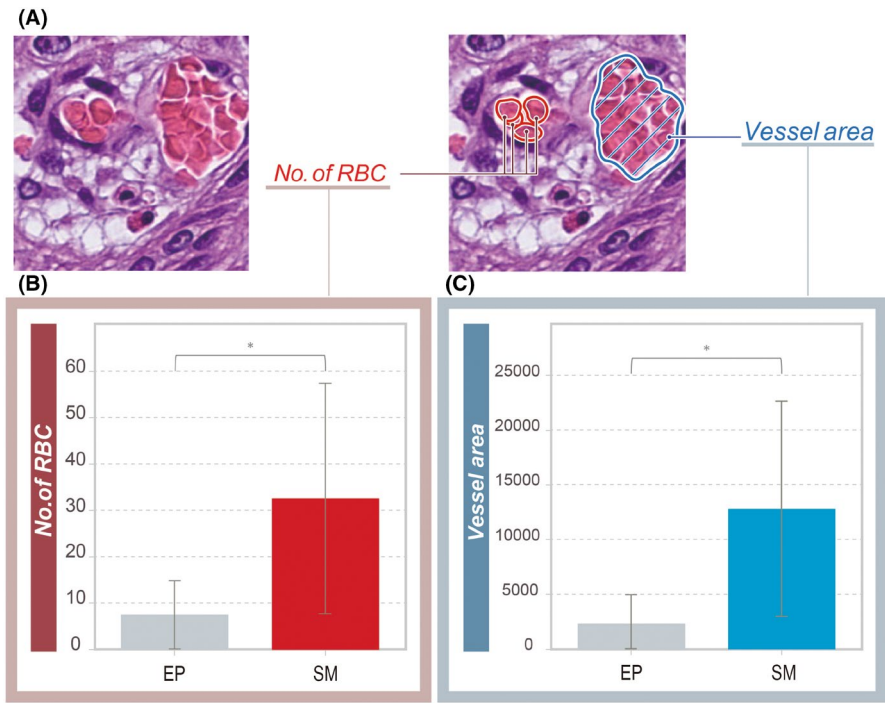 (A)
No. of RBC
Vessel area
(B)
No.of RBC
60
50
40
30
20
10
0
*
EP
SM
(C)
Vessel area
25000
20000
15000
10000
5000
0
*
EP
SM